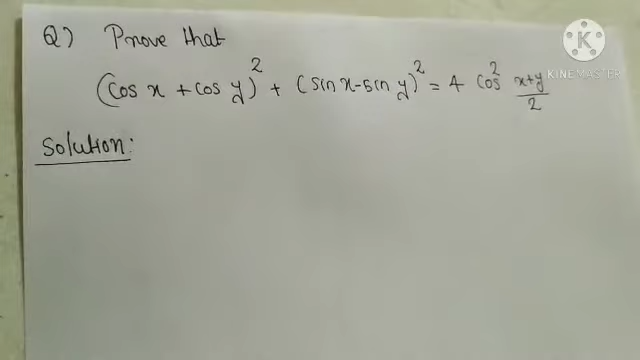 Q) Prove that
(cos x + cos y)² + (sin x - sin y)² = 4 cos² x+y/2
KINEMASTER
Solution: